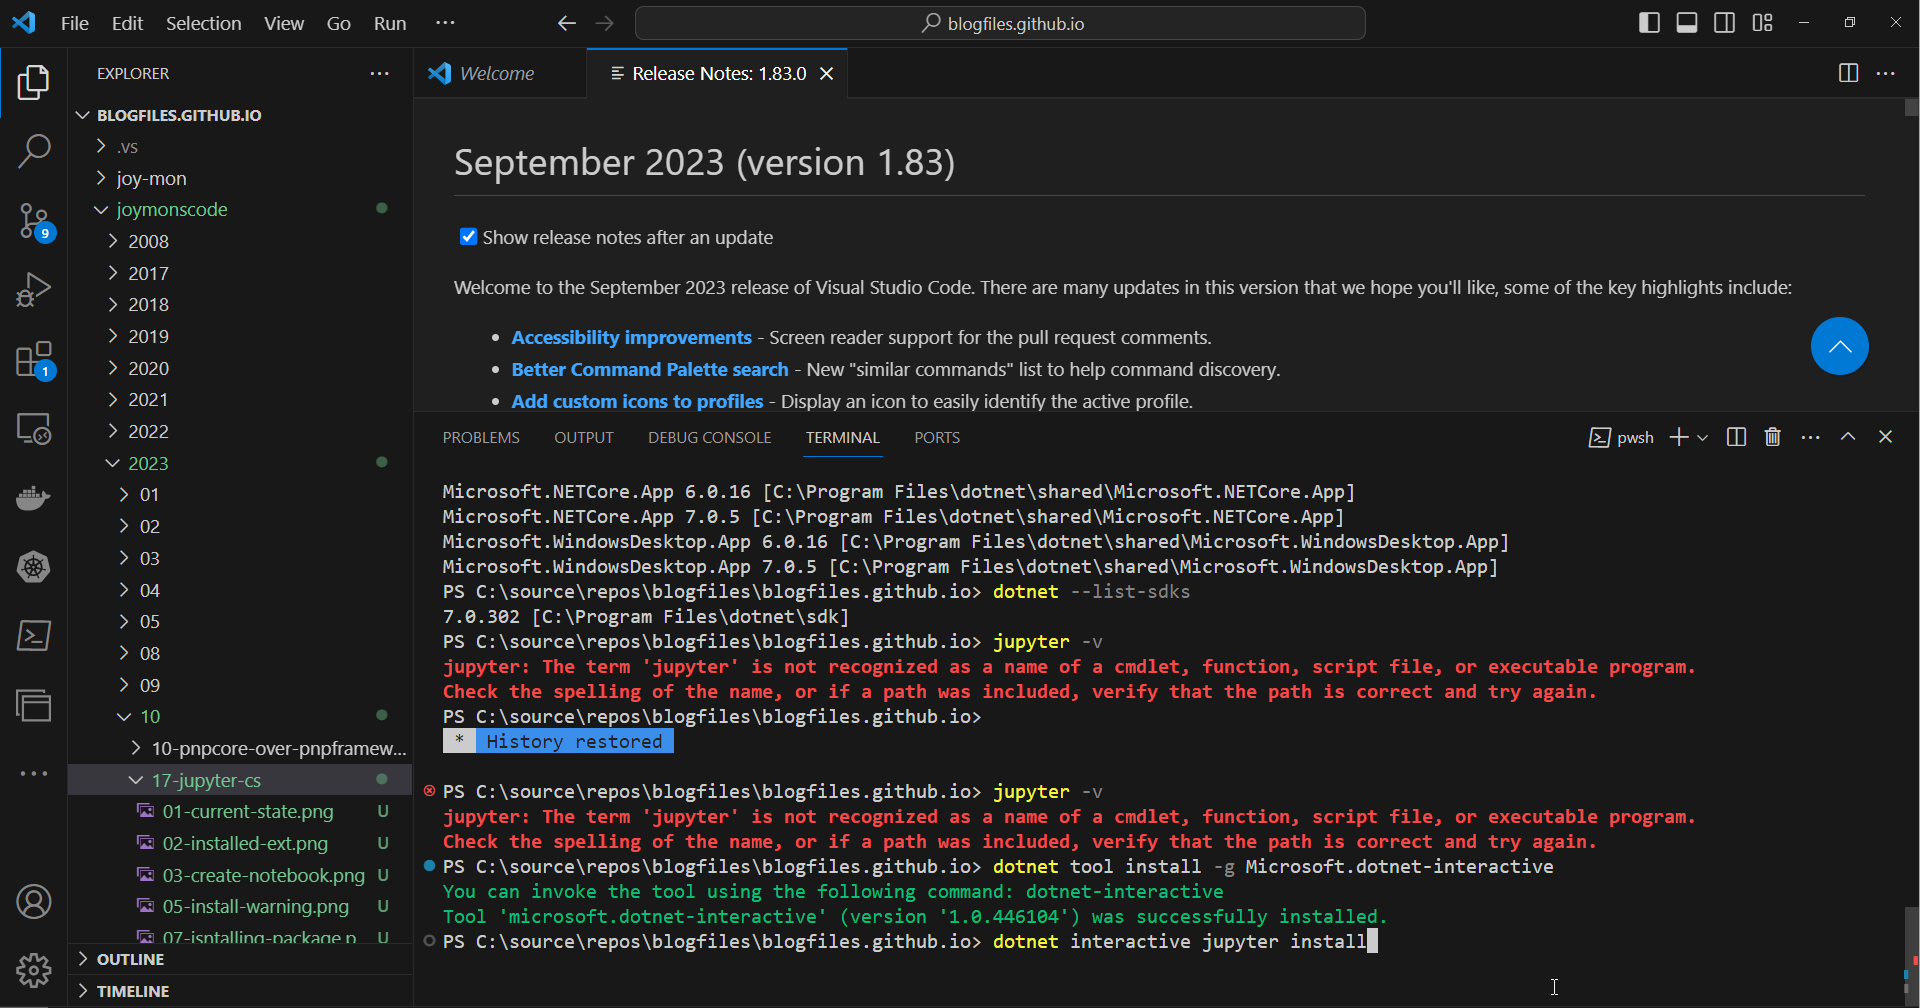 File Edit Selection View Go Run ···
blogfiles.github.io
EXPLORER
BLOGFILES.GITHUB.IO
.vs
joy-mon
joymonscode
2008
2017
2018
2019
2020
2021
2022
2023
01
02
03
04
05
08
09
10
10-pnpcore-over-pnpframew...
17-jupyter-cs
01-current-state.png U
02-installed-ext.png U
03-create-notebook.png U
05-install-warning.png U
07-isntalling-package.p U
OUTLINE
TIMELINE
9
1
Welcome
Release Notes: 1.83.0
September 2023 (version 1.83)
Show release notes after an update
Welcome to the September 2023 release of Visual Studio Code. There are many updates in this version that we hope you'll like, some of the key highlights include:
• Accessibility improvements - Screen reader support for the pull request comments.
• Better Command Palette search - New "similar commands" list to help command discovery.
• Add custom icons to profiles - Display an icon to easily identify the active profile.
PROBLEMS OUTPUT DEBUG CONSOLE TERMINAL PORTS
pwsh
Microsoft.NETCore.App 6.0.16 [C:\Program Files\dotnet\shared\Microsoft.NETCore.App]
Microsoft.NETCore.App 7.0.5 [C:\Program Files\dotnet\shared\Microsoft.NETCore.App]
Microsoft.WindowsDesktop.App 6.0.16 [C:\Program Files\dotnet\shared\Microsoft.WindowsDesktop.App]
Microsoft.WindowsDesktop.App 7.0.5 [C:\Program Files\dotnet\shared\Microsoft.WindowsDesktop.App]
PS C:\source\repos\blogfiles\blogfiles.github.io> dotnet --list-sdks
7.0.302 [C:\Program Files\dotnet\sdk]
PS C:\source\repos\blogfiles\blogfiles.github.io> jupyter -v
jupyter: The term 'jupyter' is not recognized as a name of a cmdlet, function, script file, or executable program.
Check the spelling of the name, or if a path was included, verify that the path is correct and try again.
PS C:\source\repos\blogfiles\blogfiles.github.io>
* History restored
PS C:\source\repos\blogfiles\blogfiles.github.io> jupyter -v
jupyter: The term 'jupyter' is not recognized as a name of a cmdlet, function, script file, or executable program.
Check the spelling of the name, or if a path was included, verify that the path is correct and try again.
PS C:\source\repos\blogfiles\blogfiles.github.io> dotnet tool install -g Microsoft.dotnet-interactive
You can invoke the tool using the following command: dotnet-interactive
Tool 'microsoft.dotnet-interactive' (version '1.0.446104') was successfully installed.
PS C:\source\repos\blogfiles\blogfiles.github.io> dotnet interactive jupyter install